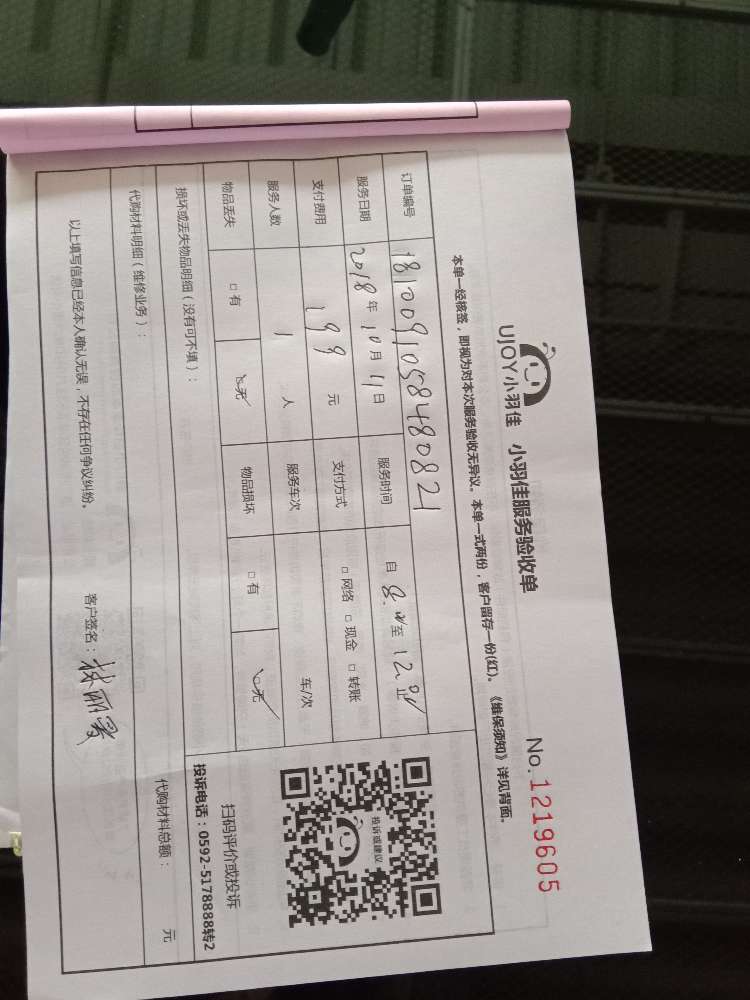 UJOY小羽佳 小羽佳服务验收单
No. 1219605
本单一经核签，即视为对本次服务验收无异议。本单一式两份，客户留存一份(红)。《维保须知》详见背面。
订单编号 1810091058480821
服务日期 2018年10月11日 服务时间 自 8. 至 12. 止
支付费用 199 元 支付方式 □网络 □现金 □转账
服务人数 1 人 服务车次 车/次
物品丢失 □有 □无 物品损坏 □有 □无
损坏或丢失物品明细（没有可不填）：
投诉或建议
扫码评价或投诉
投诉电话：0592-5178888转2
代购材料明细（维修业务）：
代购材料总额： 元
以上填写信息已经本人确认无误，不存在任何争议纠纷。
客户签名：林丽